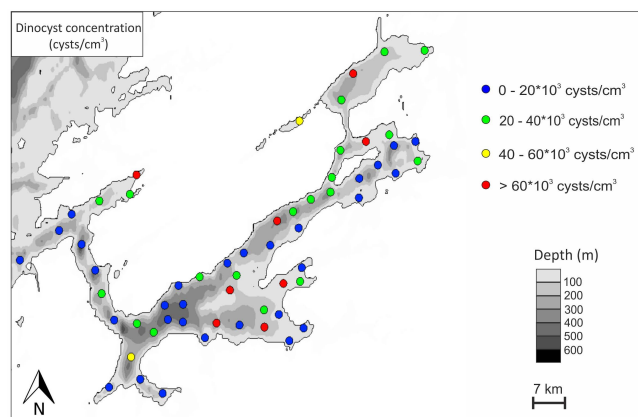 Dinocyst concentration
(cysts/cm³)
0 - 20*10³ cysts/cm³
20 - 40*10³ cysts/cm³
40 - 60*10³ cysts/cm³
> 60*10³ cysts/cm³
Depth (m)
100
200
300
400
500
600
N
7 km